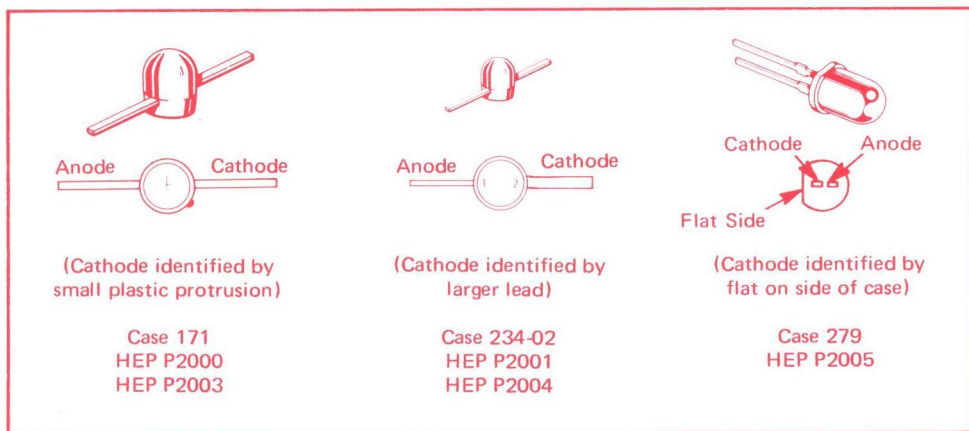 Anode
Cathode
(Cathode identified by
small plastic protrusion)
Case 171
HEP P2000
HEP P2003
Anode
Cathode
1 2
(Cathode identified by
larger lead)
Case 234-02
HEP P2001
HEP P2004
Cathode
Anode
Flat Side
(Cathode identified by
flat on side of case)
Case 279
HEP P2005